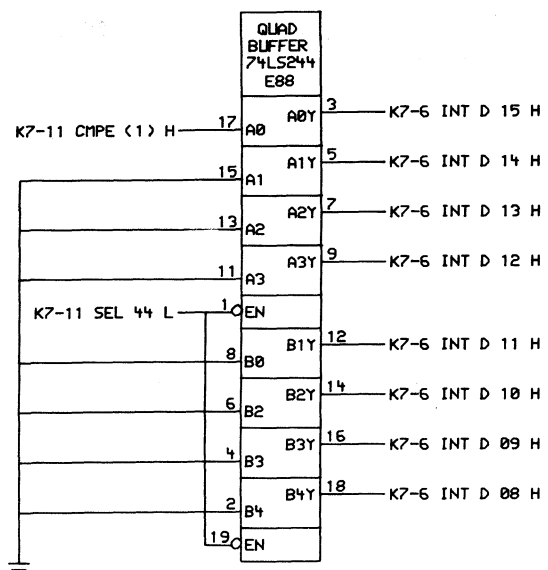 QUAD
BUFFER
74LS244
E88
K7-11 CMPE (1) H 17 A0 A0Y 3 K7-6 INT D 15 H
15 A1 A1Y 5 K7-6 INT D 14 H
13 A2 A2Y 7 K7-6 INT D 13 H
11 A3 A3Y 9 K7-6 INT D 12 H
K7-11 SEL 44 L 1 EN
8 B0 B1Y 12 K7-6 INT D 11 H
6 B2 B2Y 14 K7-6 INT D 10 H
4 B3 B3Y 16 K7-6 INT D 09 H
2 B4 B4Y 18 K7-6 INT D 08 H
19 EN